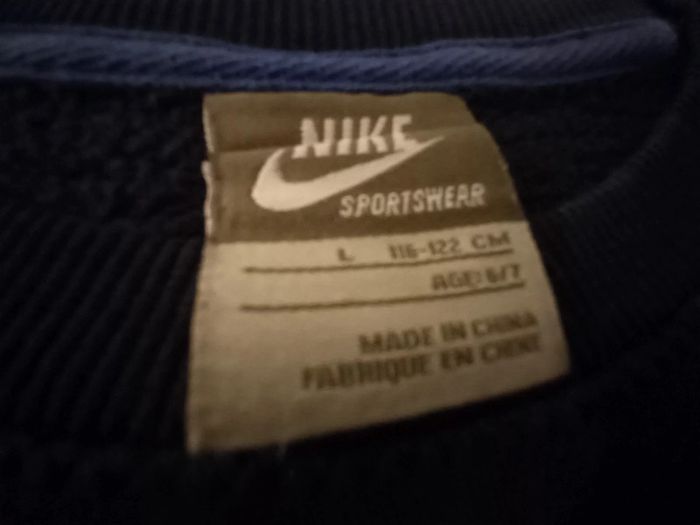 NIKE
SPORTSWEAR
L 116-122 CM
AGE: 6/7
MADE IN CHINA
FABRIQUE EN CHINE